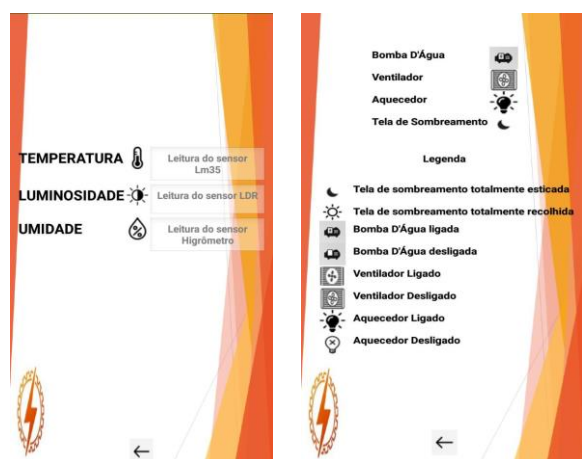 TEMPERATURA
Leitura do sensor
Lm35
LUMINOSIDADE
Leitura do sensor LDR
UMIDADE
Leitura do sensor
Higrômetro
Bomba D'Água
Ventilador
Aquecedor
Tela de Sombreamento
Legenda
Tela de sombreamento totalmente esticada
Tela de sombreamento totalmente recolhida
Bomba D'Água ligada
Bomba D'Água desligada
Ventilador Ligado
Ventilador Desligado
Aquecedor Ligado
Aquecedor Desligado